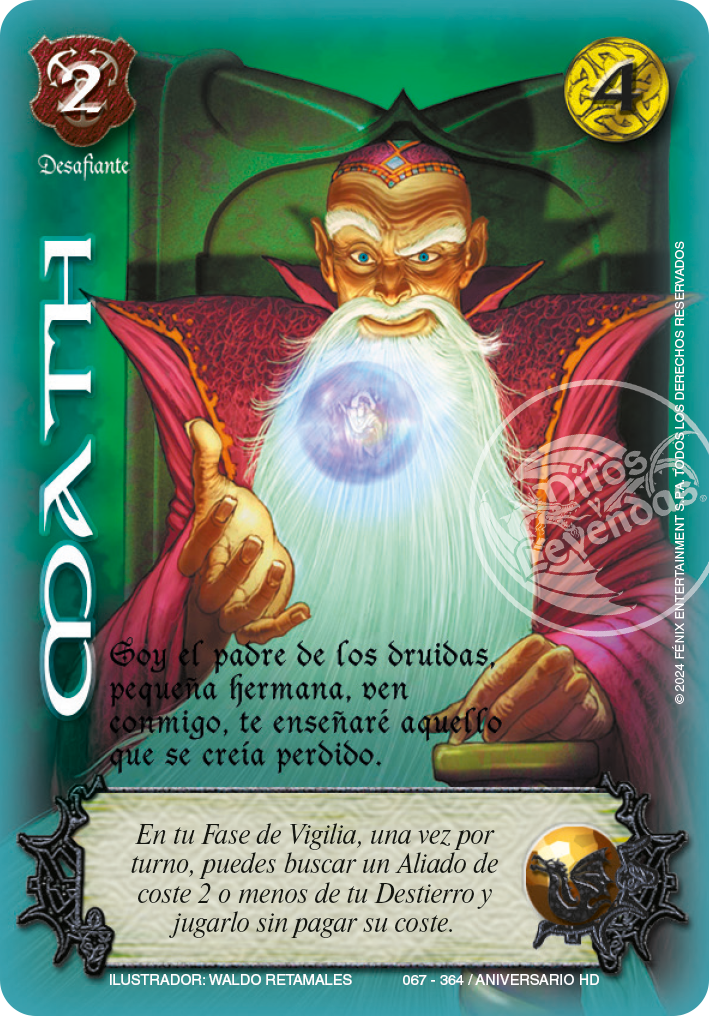 2
4
Desafiante
MATH
Soy el padre de los druidas,
pequeña hermana, ven
conmigo, te enseñaré aquello
que se creía perdido.
En tu Fase de Vigilia, una vez por
turno, puedes buscar un Aliado de
coste 2 o menos de tu Destierro y
jugarlo sin pagar su coste.
ILUSTRADOR: WALDO RETAMALES 067 - 364 / ANIVERSARIO HD
© 2024 FÉNIX ENTERTAINMENT S.PA. TODOS LOS DERECHOS RESERVADOS
Mitos
y
Leyendas®